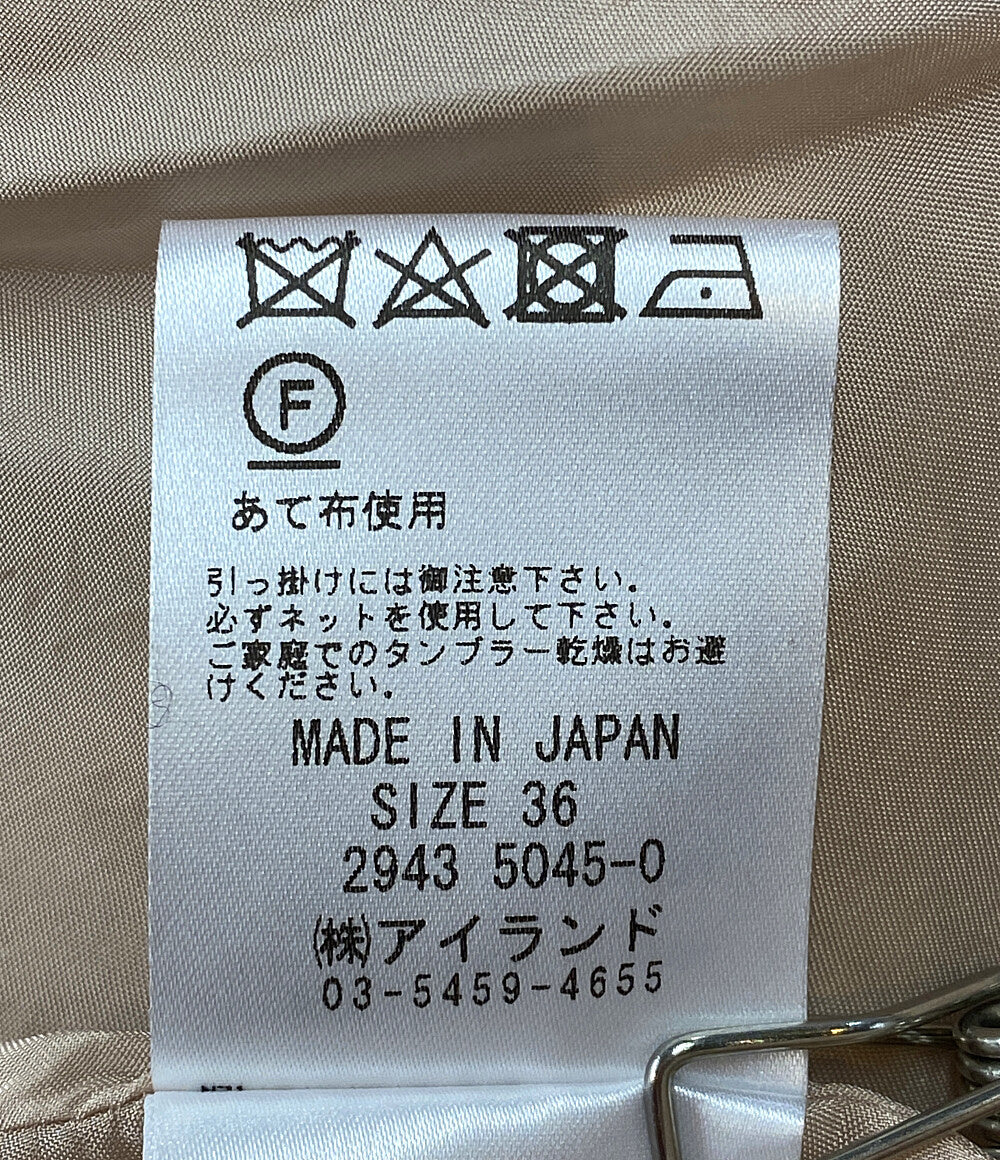 F
あて布使用
引っ掛けには御注意下さい。
必ずネットを使用して下さい。
ご家庭でのタンブラー乾燥はお避
けください。
MADE IN JAPAN
SIZE 36
2943 5045-0
㈱アイランド
03-5459-4655